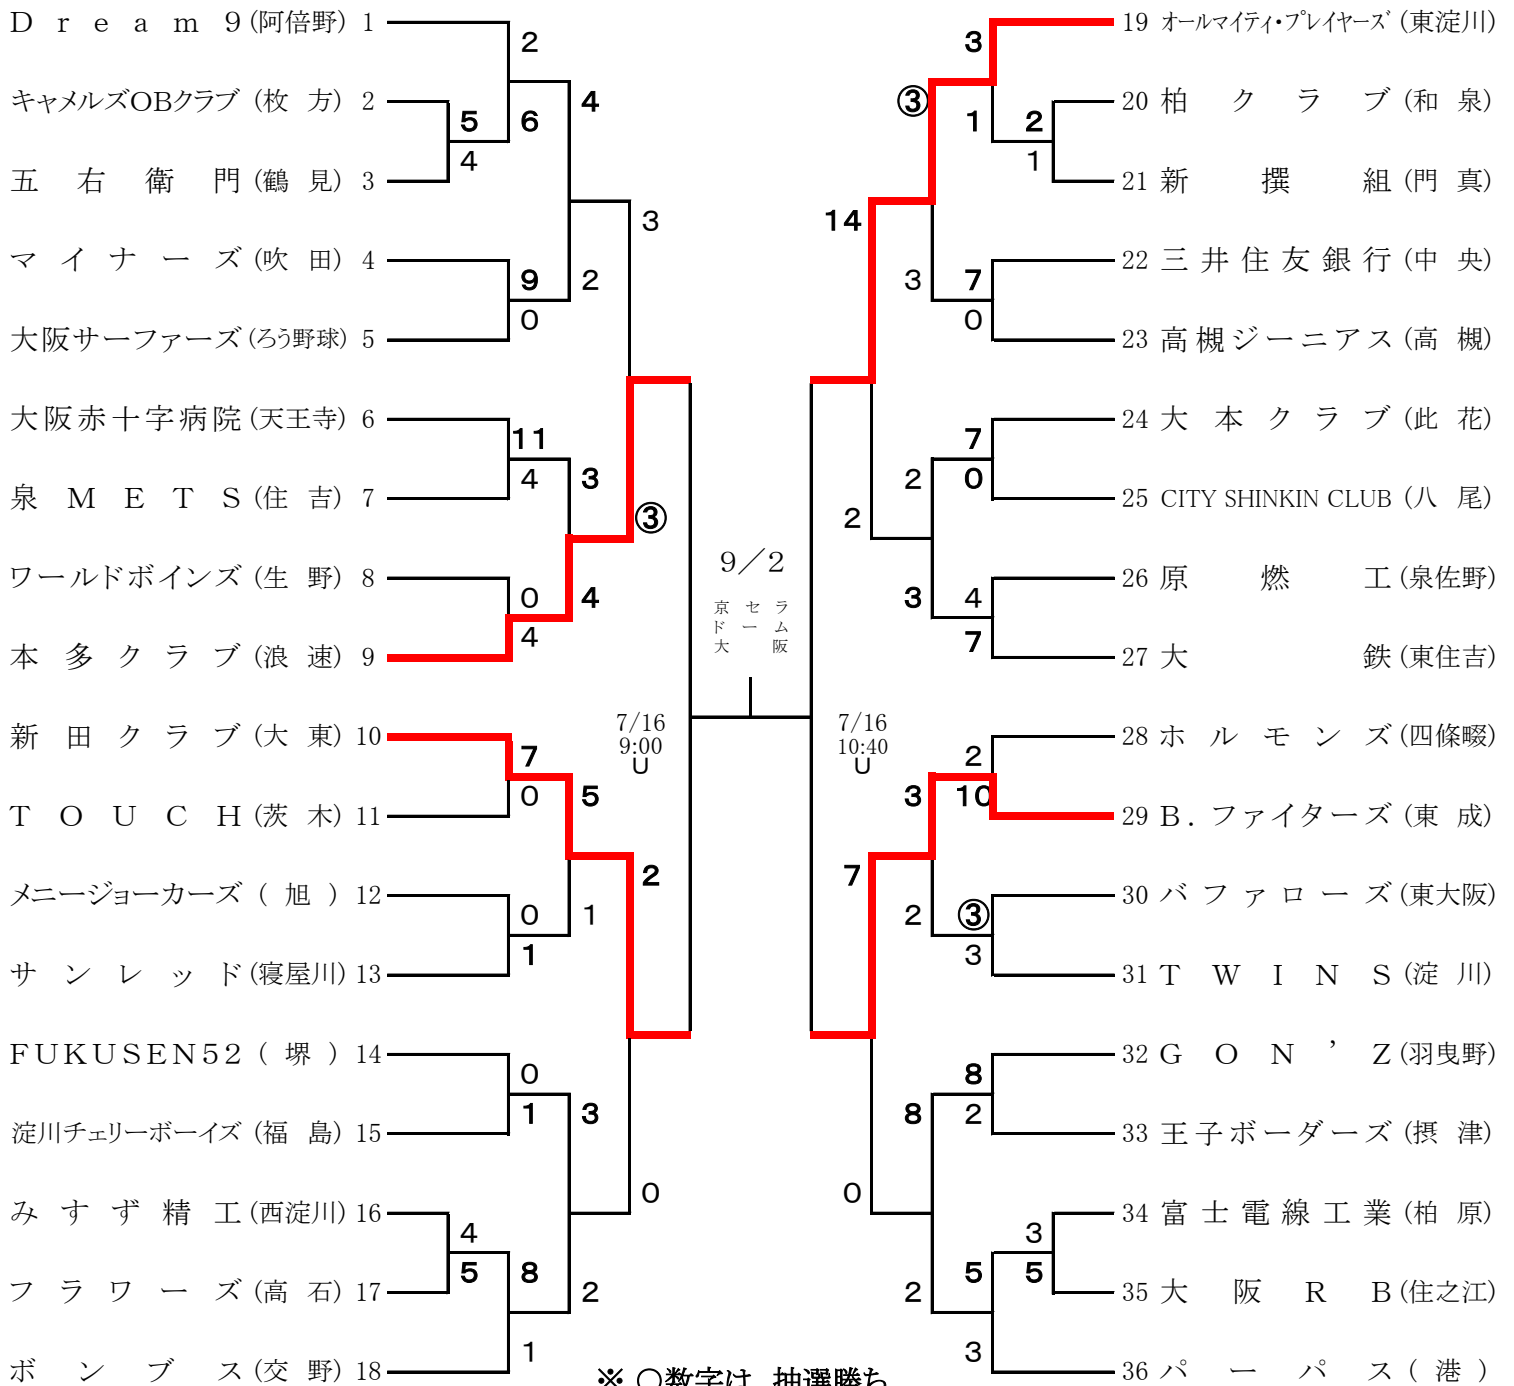 Dream9(阿倍野) 1
2
キャメルズOBクラブ(枚方) 2
5
6
4
五右衛門(鶴見) 3
4
3
マイナーズ(吹田) 4
9
2
大阪サーファーズ(ろう野球) 5
0
大阪赤十字病院(天王寺) 6
11
3
泉METS(住吉) 7
4
③
ワールドボインズ(生野) 8
0
4
本多クラブ(浪速) 9
4
新田クラブ(大東) 10
7
5
TOUCH(茨木) 11
0
2
メニージョーカーズ(旭) 12
0
1
サンレッド(寝屋川) 13
1
FUKUSEN52(堺) 14
0
3
淀川チェリーボーイズ(福島) 15
1
0
みすず精工(西淀川) 16
4
フラワーズ(高石) 17
5
8
2
ボンブス(交野) 18
1
9/2
京セラ
ドーム
大阪
7/16
9:00
U
7/16
10:40
U
19 オールマイティ・プレイヤーズ(東淀川)
3
③
20 柏クラブ(和泉)
2
1
21 新撰組(門真)
1
14
22 三井住友銀行(中央)
7
3
23 高槻ジーニアス(高槻)
0
24 大本クラブ(此花)
7
2
25 CITY SHINKIN CLUB(八尾)
0
2
26 原燃工(泉佐野)
4
3
27 大鉄(東住吉)
7
28 ホルモンズ(四條畷)
2
3
29 B.ファイターズ(東成)
10
7
30 バファローズ(東大阪)
③
2
31 TWINS(淀川)
3
32 GON'Z(羽曳野)
8
8
33 王子ボーダーズ(摂津)
2
0
34 富士電線工業(柏原)
3
35 大阪RB(住之江)
5
5
2
36 パーパス(港)
3
※ ○数字は、抽選勝ち